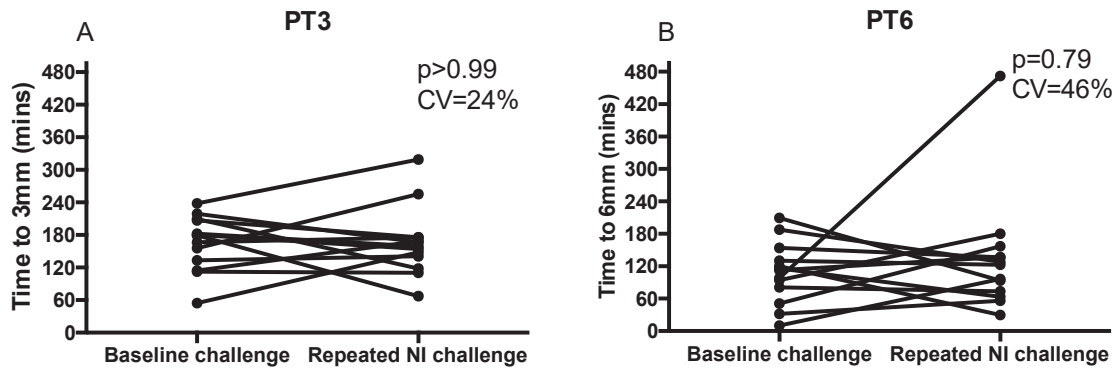 A
PT3
p>0.99
CV=24%
Time to 3mm (mins)
480
420
360
300
240
180
120
60
0
Baseline challenge
Repeated NI challenge
B
PT6
p=0.79
CV=46%
Time to 6mm (mins)
480
420
360
300
240
180
120
60
0
Baseline challenge
Repeated NI challenge